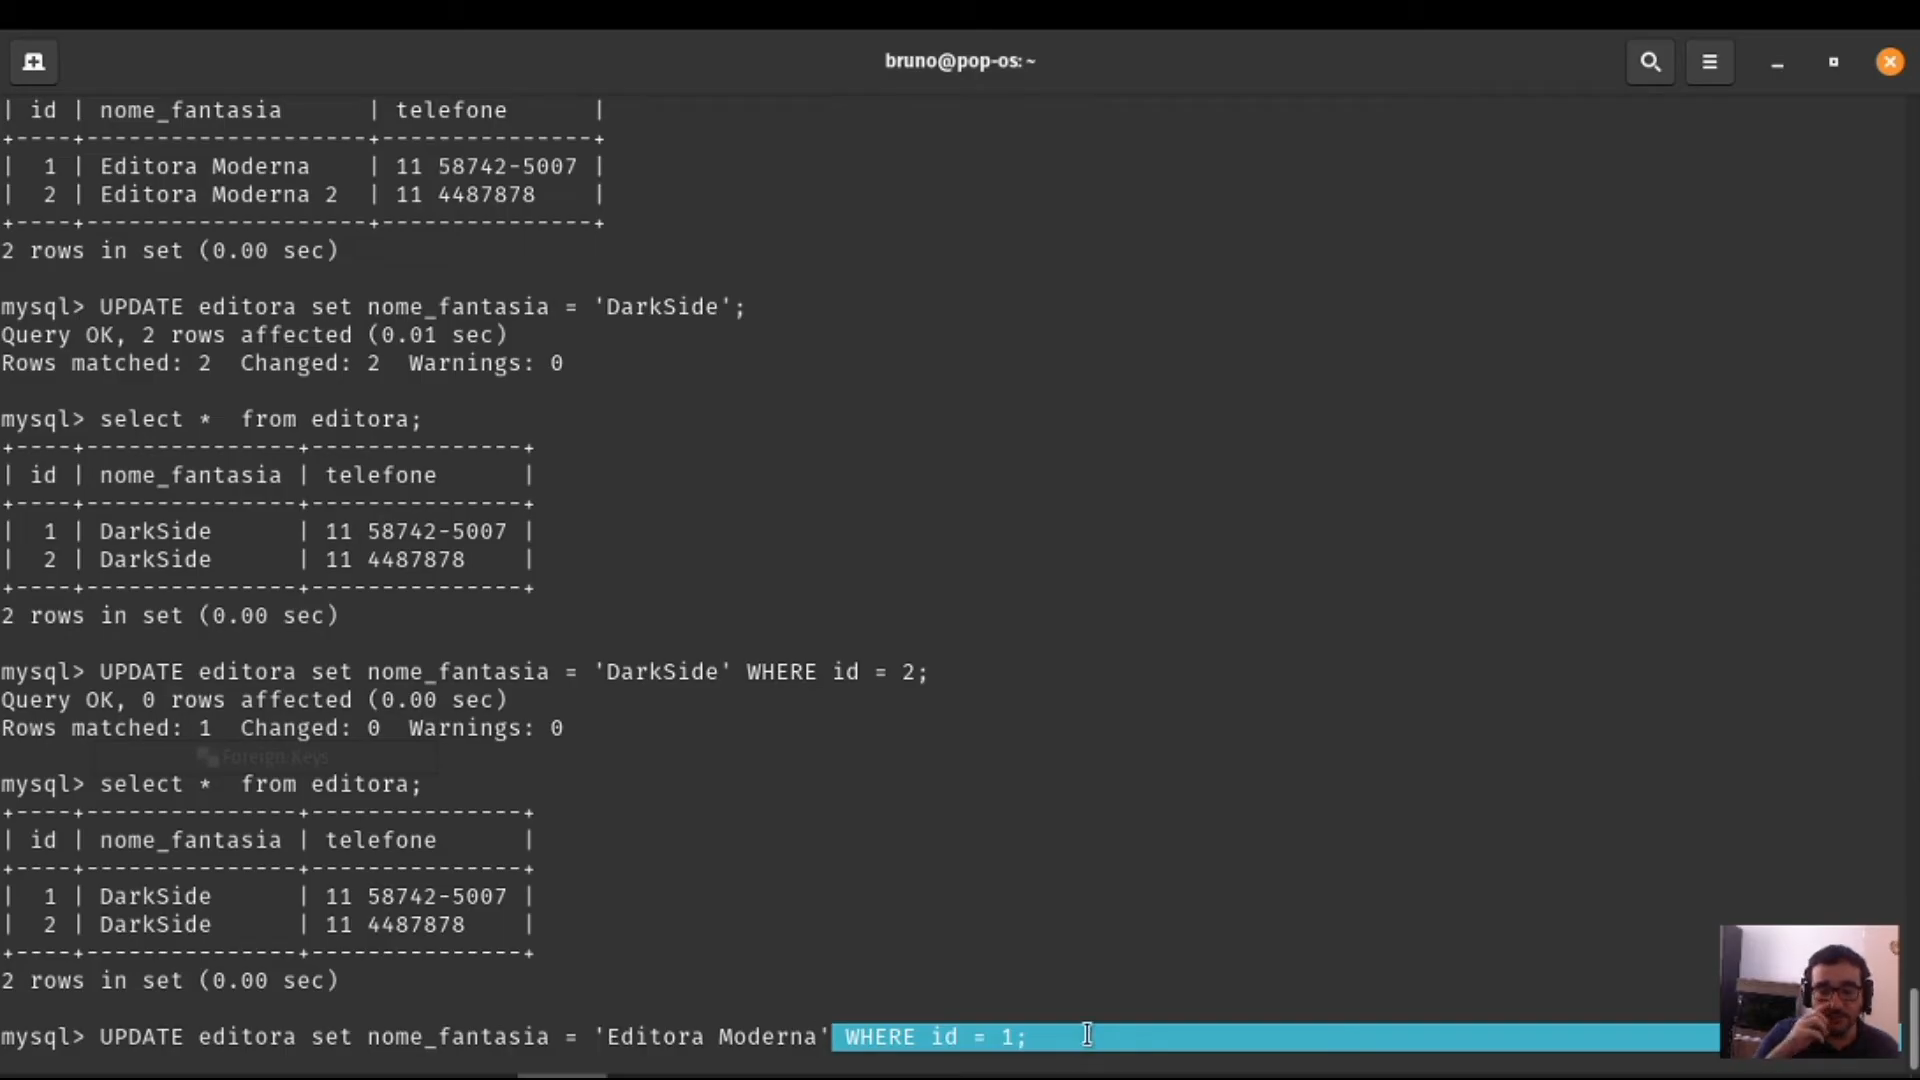 bruno@pop-os: ~
| id | nome_fantasia      | telefone      |
+----+--------------------+---------------+
|  1 | Editora Moderna    | 11 58742-5007 |
|  2 | Editora Moderna 2  | 11 4487878    |
+----+--------------------+---------------+
2 rows in set (0.00 sec)
mysql> UPDATE editora set nome_fantasia = 'DarkSide';
Query OK, 2 rows affected (0.01 sec)
Rows matched: 2  Changed: 2  Warnings: 0
mysql> select *  from editora;
+----+---------------+---------------+
| id | nome_fantasia | telefone      |
+----+---------------+---------------+
|  1 | DarkSide      | 11 58742-5007 |
|  2 | DarkSide      | 11 4487878    |
+----+---------------+---------------+
2 rows in set (0.00 sec)
mysql> UPDATE editora set nome_fantasia = 'DarkSide' WHERE id = 2;
Query OK, 0 rows affected (0.00 sec)
Rows matched: 1  Changed: 0  Warnings: 0
Foreign Keys
mysql> select *  from editora;
+----+---------------+---------------+
| id | nome_fantasia | telefone      |
+----+---------------+---------------+
|  1 | DarkSide      | 11 58742-5007 |
|  2 | DarkSide      | 11 4487878    |
+----+---------------+---------------+
2 rows in set (0.00 sec)
mysql> UPDATE editora set nome_fantasia = 'Editora Moderna' WHERE id = 1;